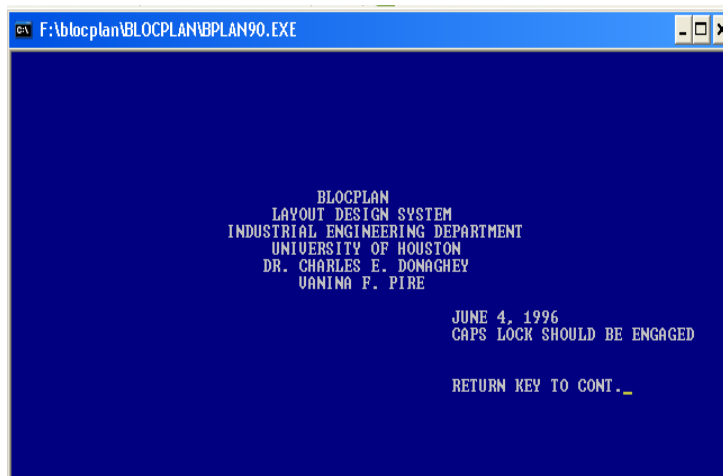 F:\blocplan\BLOCPLAN\BPLAN90.EXE
BLOCPLAN
LAYOUT DESIGN SYSTEM
INDUSTRIAL ENGINEERING DEPARTMENT
UNIVERSITY OF HOUSTON
DR. CHARLES E. DONAGHEY
VANINA F. PIRE
JUNE 4, 1996
CAPS LOCK SHOULD BE ENGAGED
RETURN KEY TO CONT._